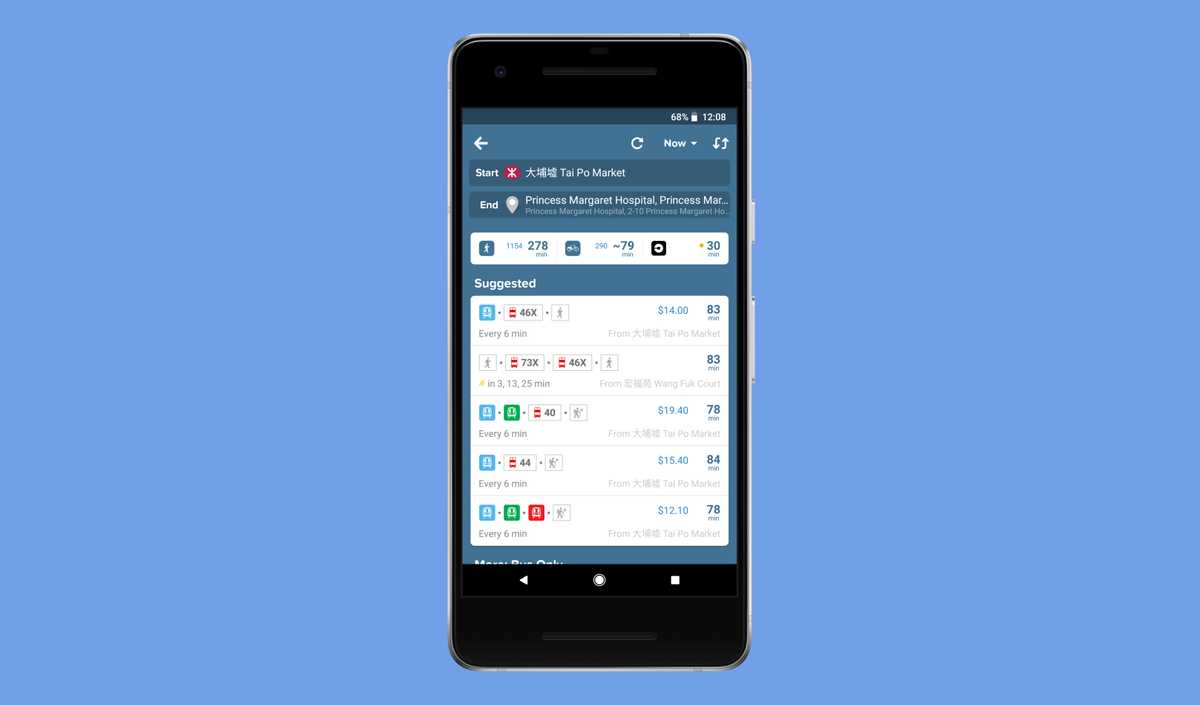 68% 12:08
Now
Start 大埔墟 Tai Po Market
End Princess Margaret Hospital, Princess Mar...
Princess Margaret Hospital, 2-10 Princess Margaret Ho...
1154 278 min 290 ~79 min 30 min
Suggested
46X $14.00 83 min
Every 6 min From 大埔墟 Tai Po Market
73X 46X 83 min
in 3, 13, 25 min From 宏福苑 Wang Fuk Court
40 $19.40 78 min
Every 6 min From 大埔墟 Tai Po Market
44 $15.40 84 min
Every 6 min From 大埔墟 Tai Po Market
$12.10 78 min
Every 6 min From 大埔墟 Tai Po Market
More: Bus Only